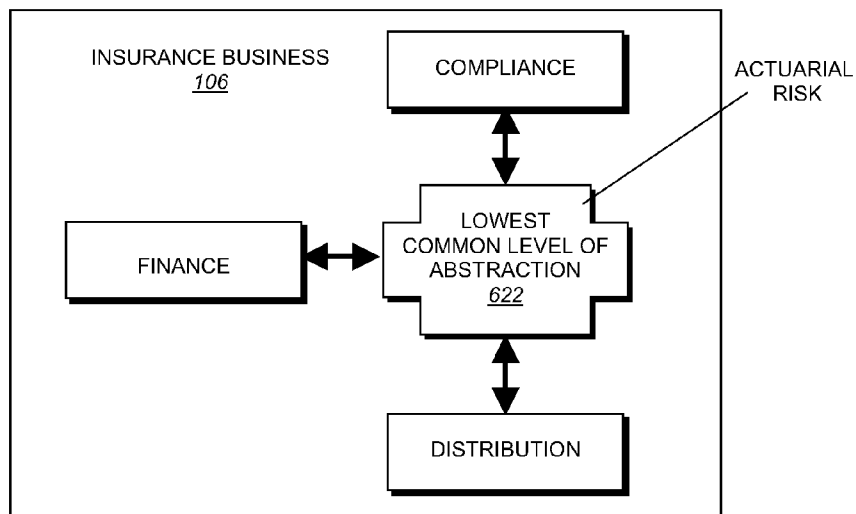 INSURANCE BUSINESS
106
COMPLIANCE
ACTUARIAL
RISK
LOWEST
COMMON LEVEL OF
ABSTRACTION
622
FINANCE
DISTRIBUTION